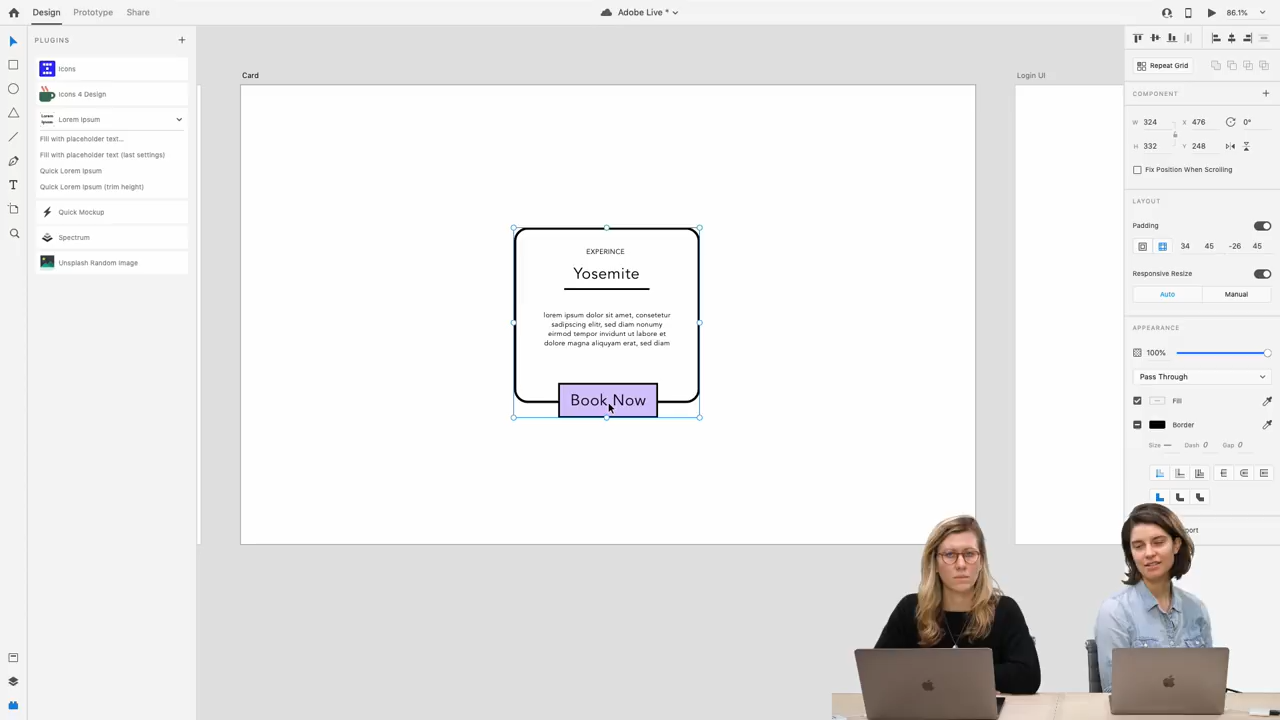 Design Prototype Share
Adobe Live *
86.1%
PLUGINS
Icons
Icons 4 Design
Lorem Ipsum
Lorem Ipsum
Fill with placeholder text...
Fill with placeholder text (last settings)
Quick Lorem Ipsum
Quick Lorem Ipsum (trim height)
Quick Mockup
Spectrum
Unsplash Random Image
Card
Login UI
EXPERINCE
Yosemite
lorem ipsum dolor sit amet, consetetur
sadipscing elitr, sed diam nonumy
eirmod tempor invidunt ut labore et
dolore magna aliquyam erat, sed diam
Book Now
Repeat Grid
COMPONENT
W 324 X 476 0°
H 332 Y 248
Fix Position When Scrolling
LAYOUT
Padding
34 45 -26 45
Responsive Resize
Auto Manual
APPEARANCE
100%
Pass Through
Fill
Border
Size — Dash 0 Gap 0
port